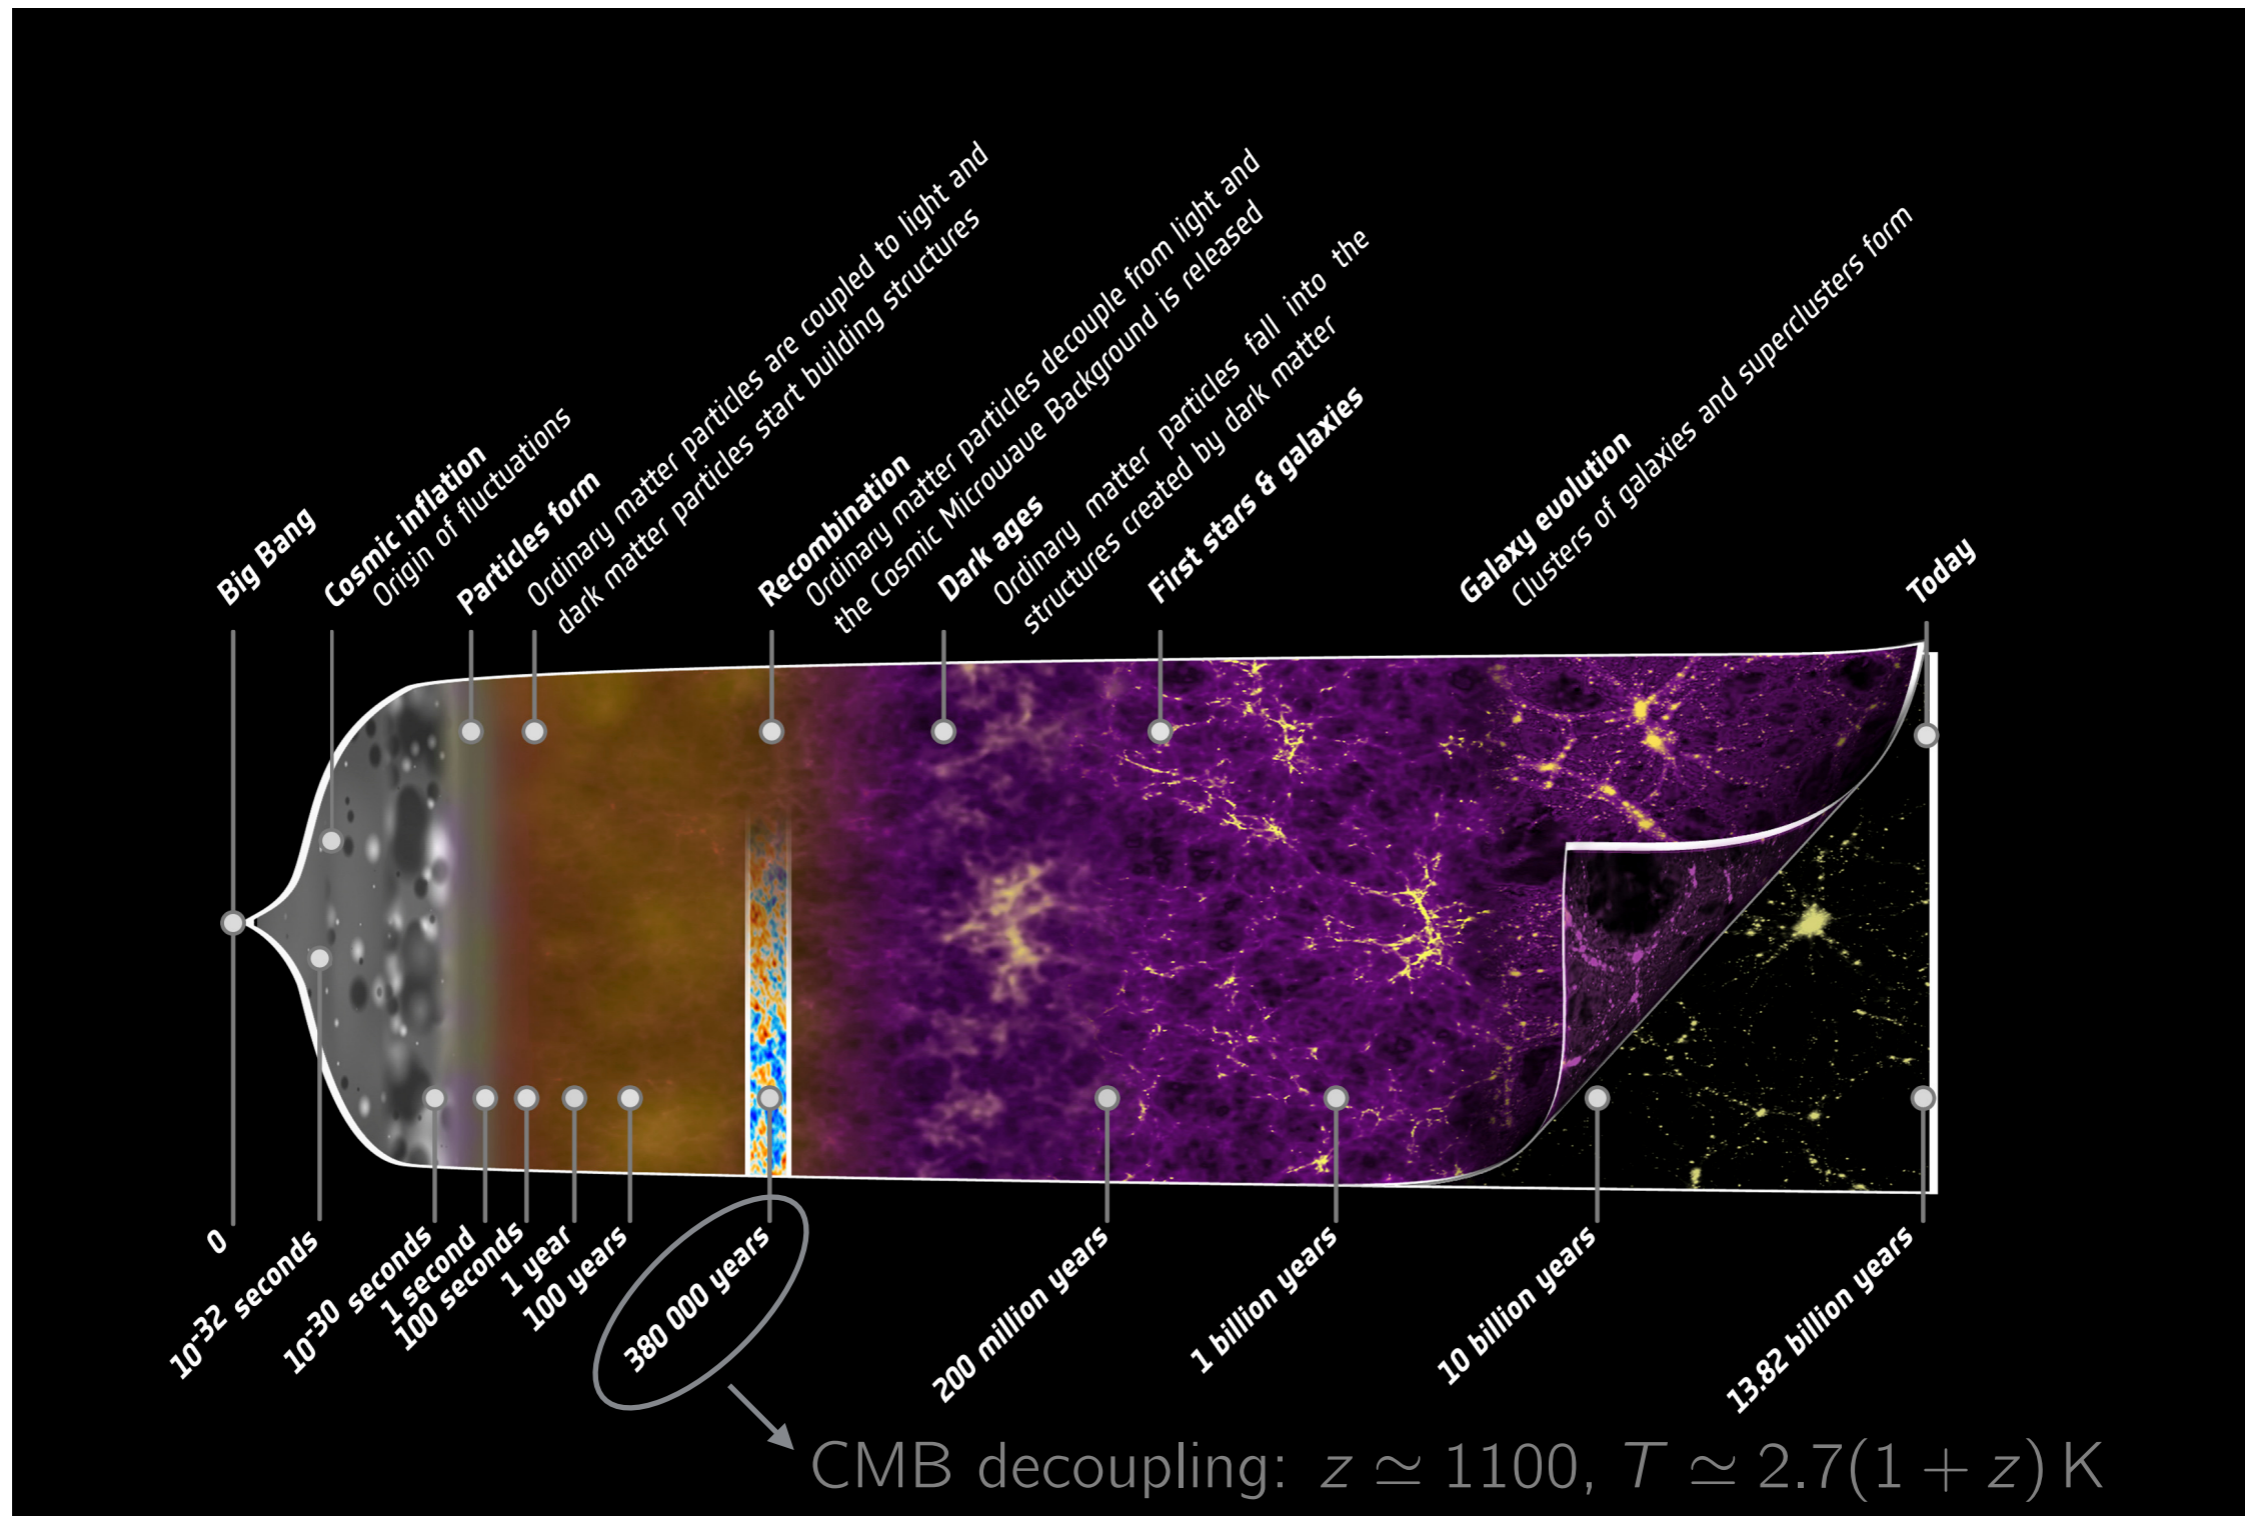 Big Bang
Cosmic inflation
Origin of fluctuations
Particles form
Ordinary matter particles are coupled to light and
dark matter particles start building structures
Recombination
Ordinary matter particles decouple from light and
the Cosmic Microwave Background is released
Dark ages
Ordinary matter particles fall into the
structures created by dark matter
First stars & galaxies
Galaxy evolution
Clusters of galaxies and superclusters form
Today
0
10-32 seconds
10-30 seconds
1 second
100 seconds
1 year
100 years
380 000 years
200 million years
1 billion years
10 billion years
13.82 billion years
CMB decoupling: z ≃ 1100, T ≃ 2.7(1 + z) K